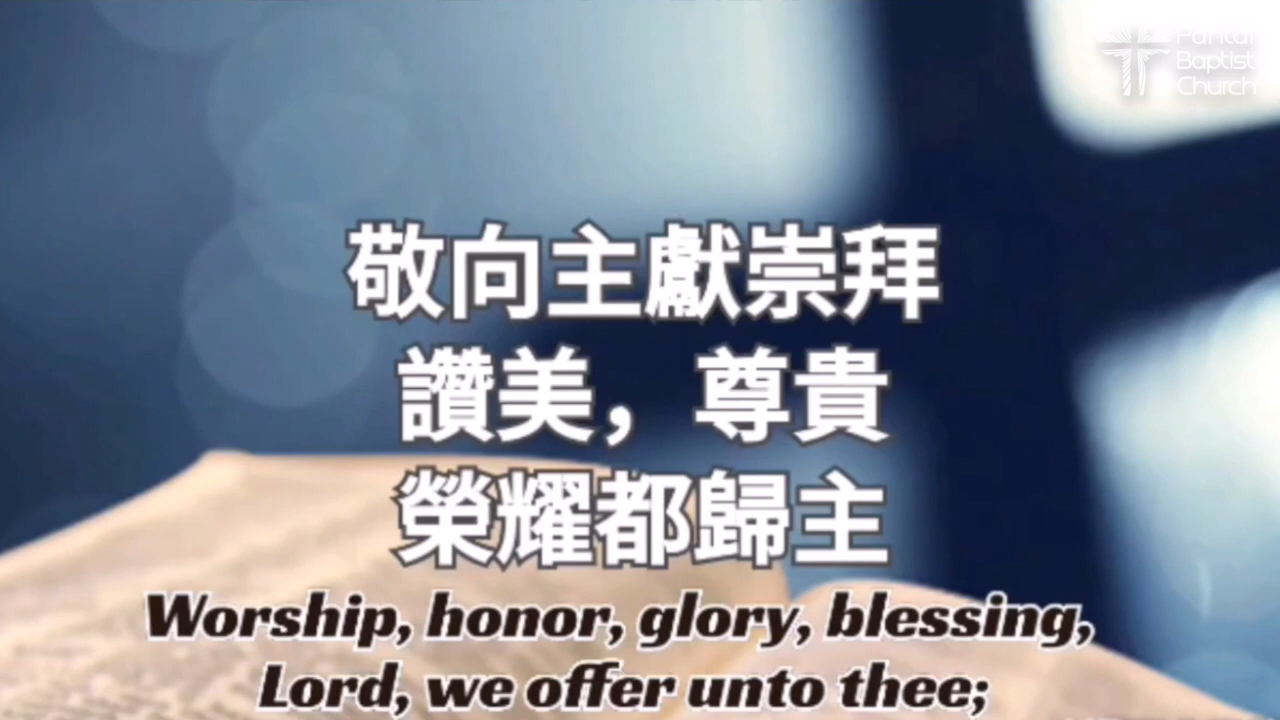 Baptist
Church
敬向主獻崇拜
讚美，尊貴
榮耀都歸主
Worship, honor, glory, blessing,
Lord, we offer unto thee;